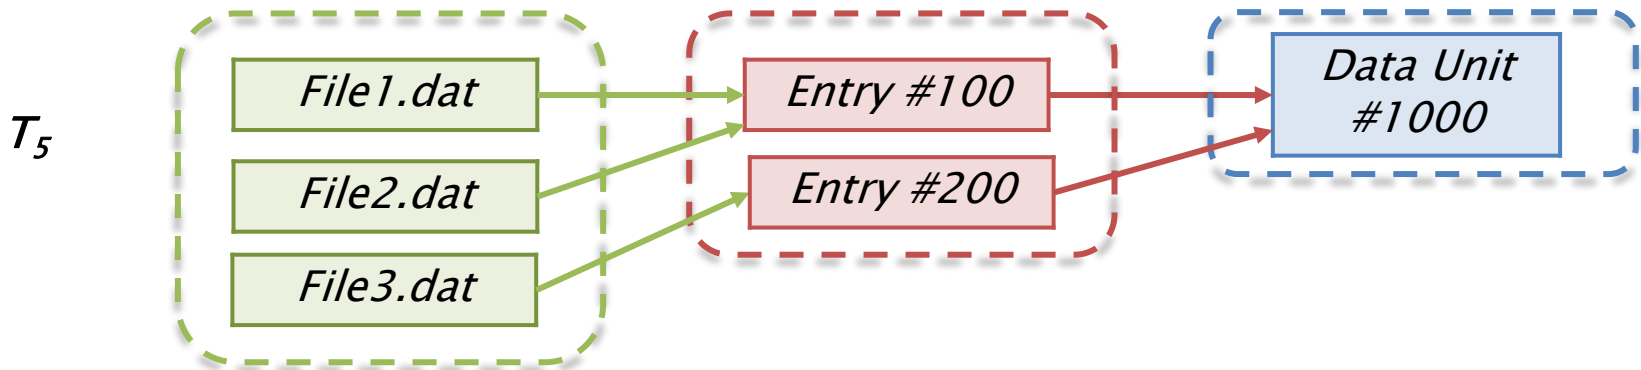 T5
File1.dat
File2.dat
File3.dat
Entry #100
Entry #200
Data Unit
#1000